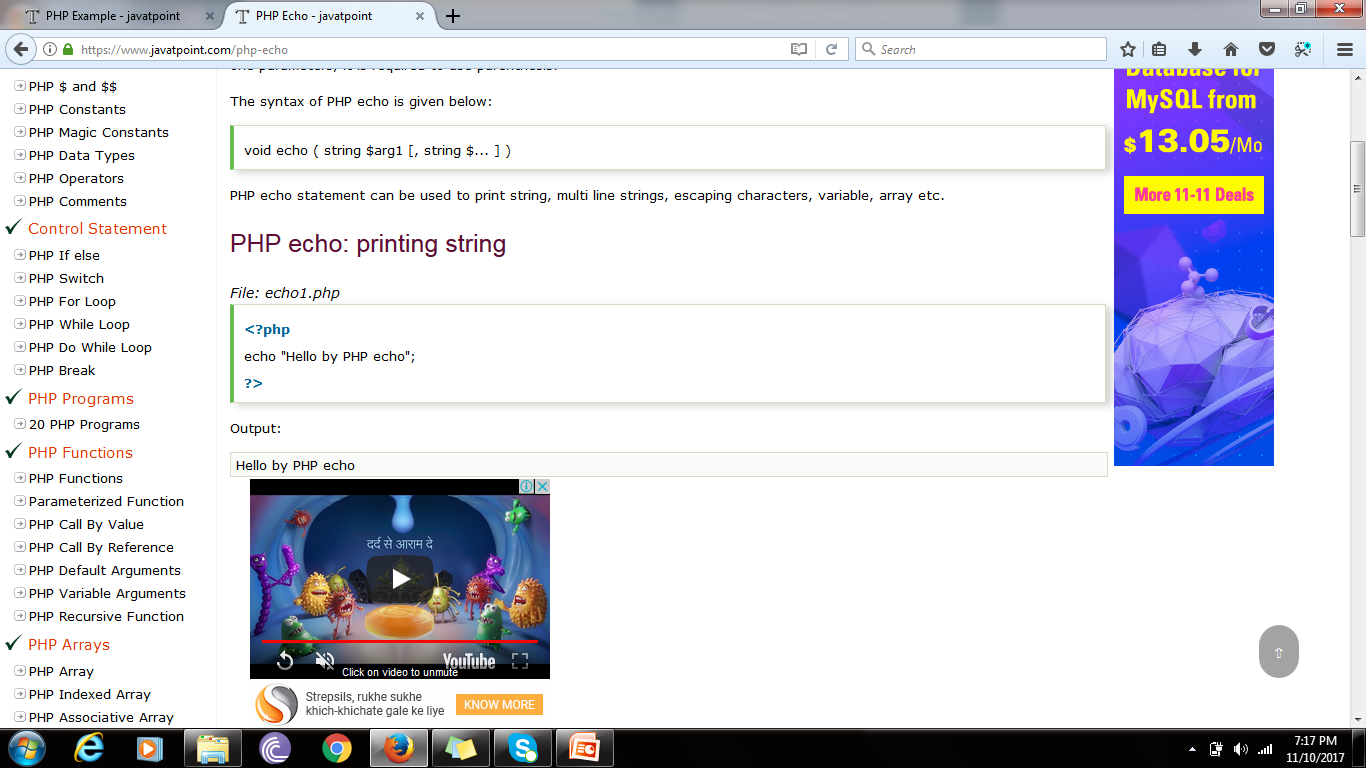 PHP Example - javatpoint
PHP Echo - javatpoint
https://www.javatpoint.com/php-echo
Search
PHP $ and $$
PHP Constants
PHP Magic Constants
PHP Data Types
PHP Operators
PHP Comments
Control Statement
PHP If else
PHP Switch
PHP For Loop
PHP While Loop
PHP Do While Loop
PHP Break
PHP Programs
20 PHP Programs
PHP Functions
PHP Functions
Parameterized Function
PHP Call By Value
PHP Call By Reference
PHP Default Arguments
PHP Variable Arguments
PHP Recursive Function
PHP Arrays
PHP Array
PHP Indexed Array
PHP Associative Array
The syntax of PHP echo is given below:
void echo ( string $arg1 [, string $... ] )
PHP echo statement can be used to print string, multi line strings, escaping characters, variable, array etc.
PHP echo: printing string
File: echo1.php
<?php
echo "Hello by PHP echo";
?>
Output:
Hello by PHP echo
दर्द से आराम दे
YouTube
Click on video to unmute
Strepsils, rukhe sukhe
khich-khichate gale ke liye
KNOW MORE
Database for
MySQL from
$13.05/Mo
More 11-11 Deals
7:17 PM
11/10/2017